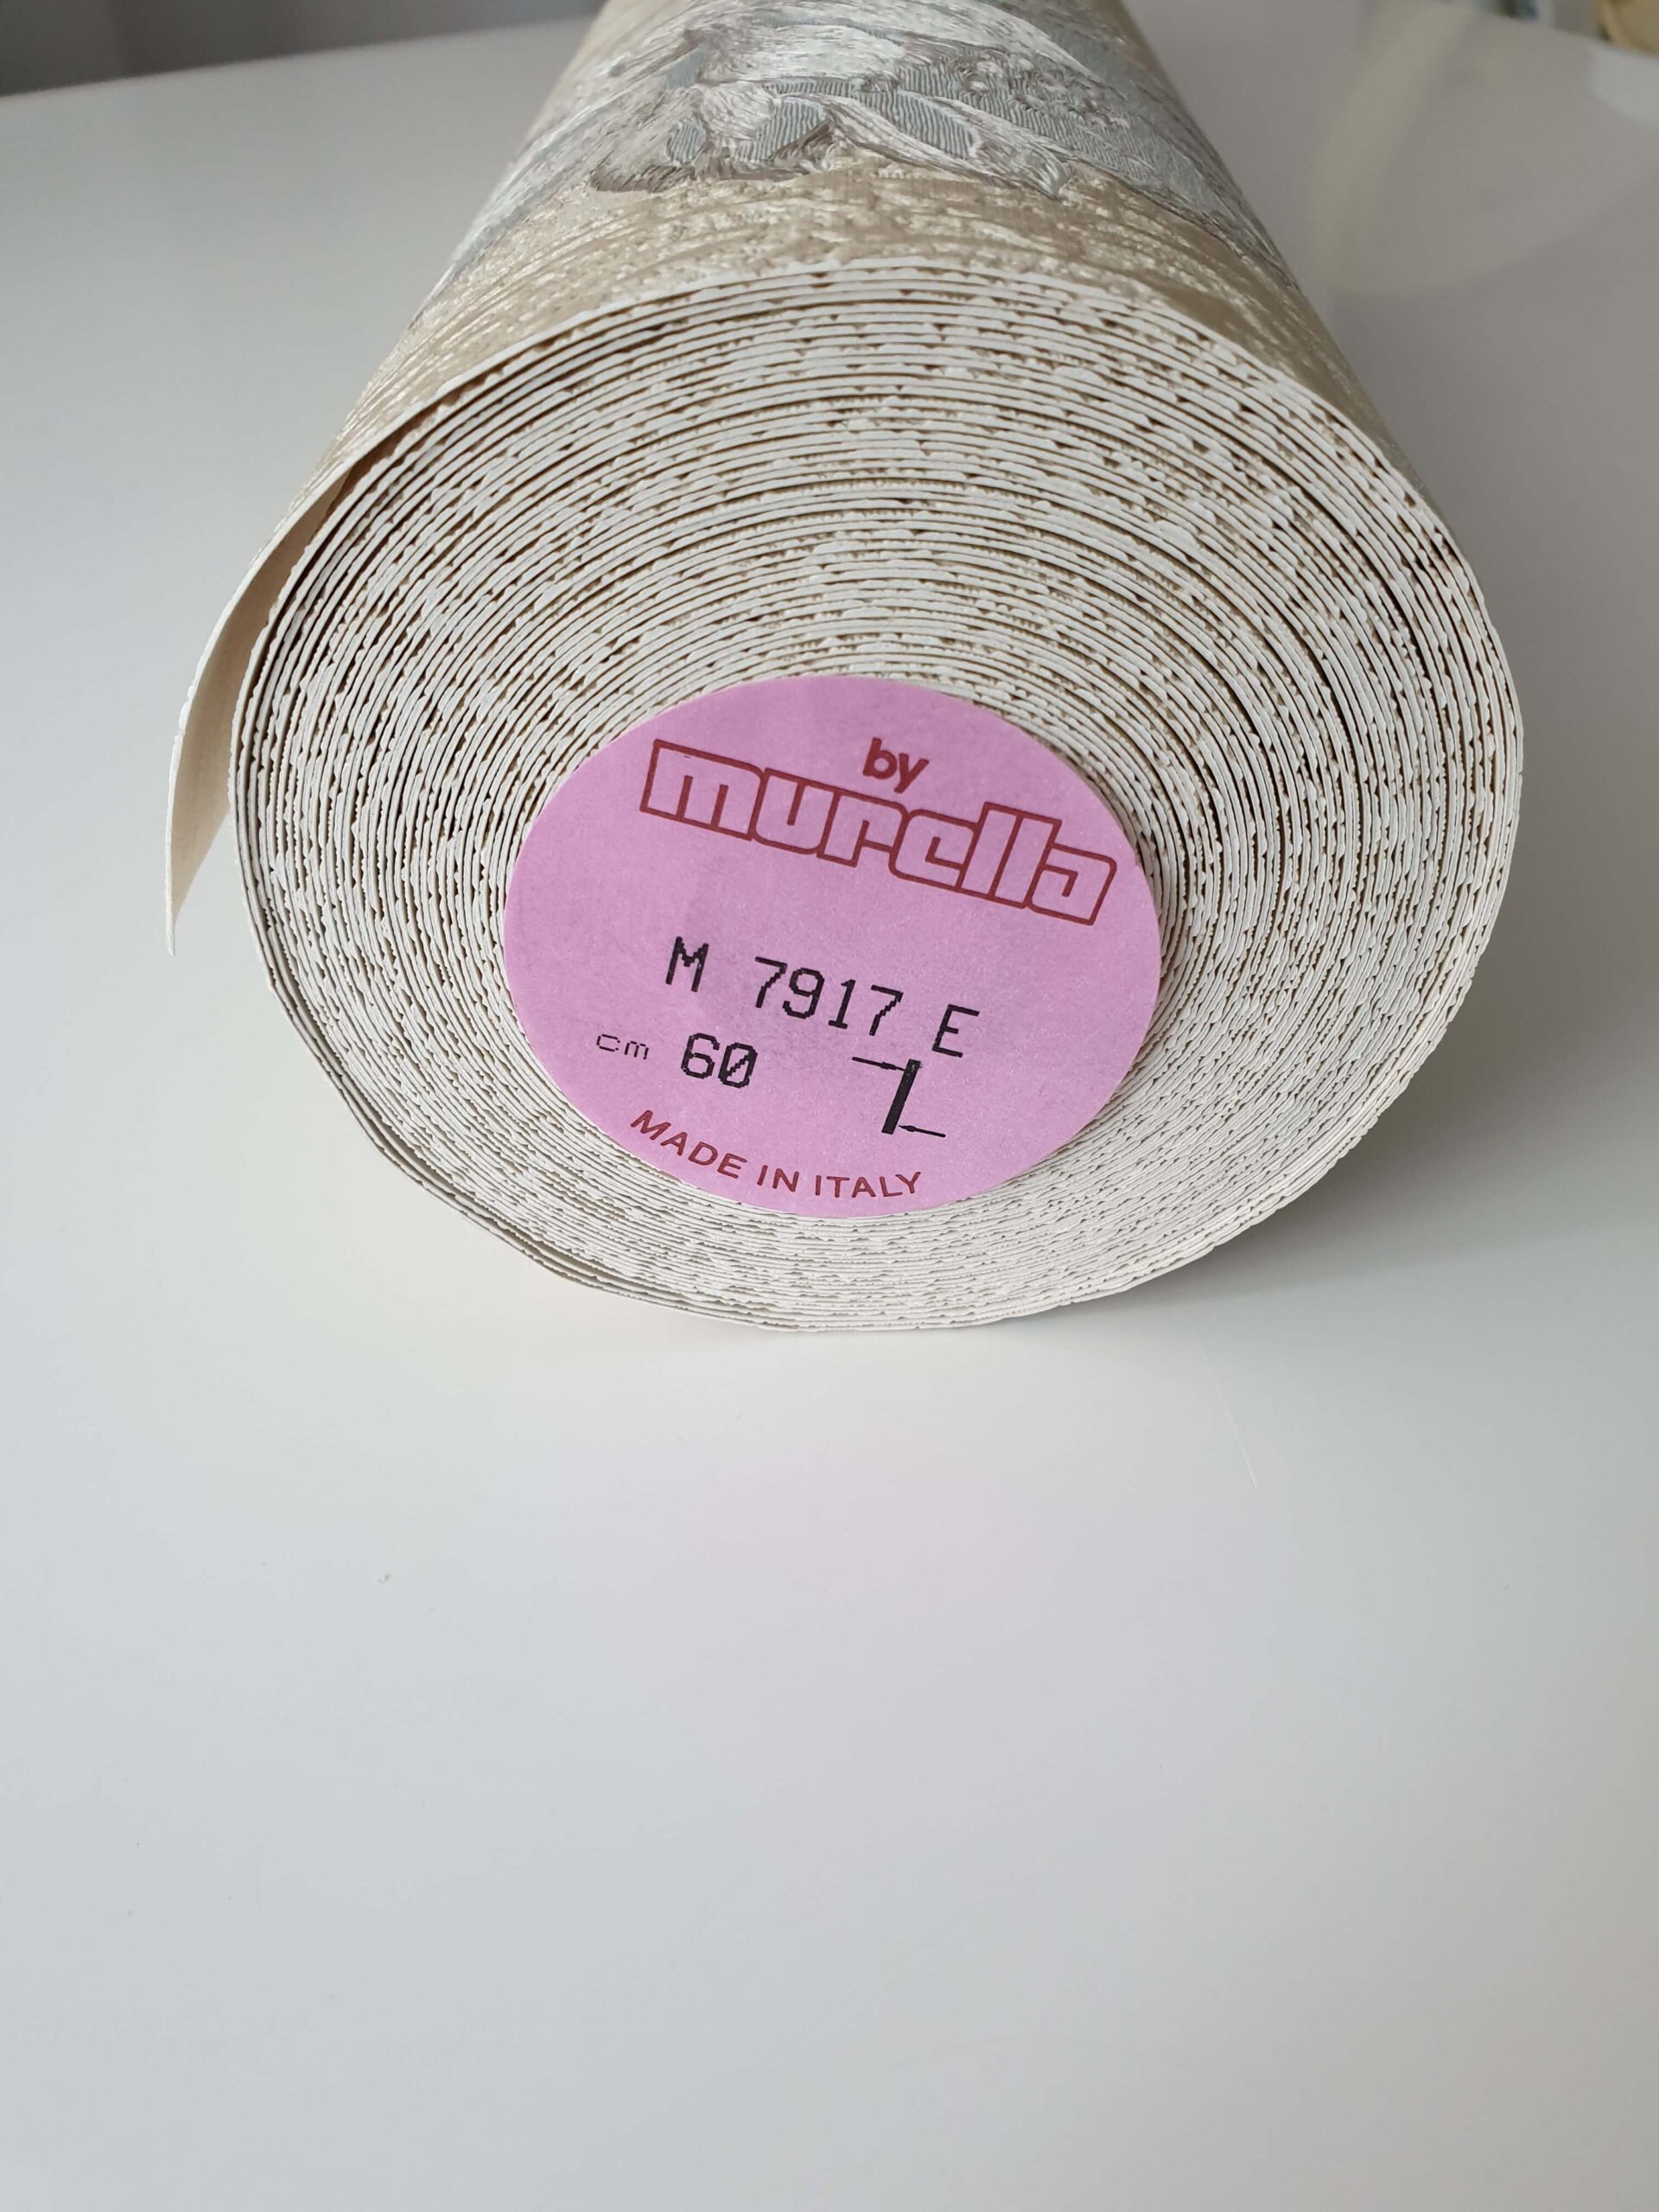 by
murella
M 7917 E
cm 60
MADE IN ITALY